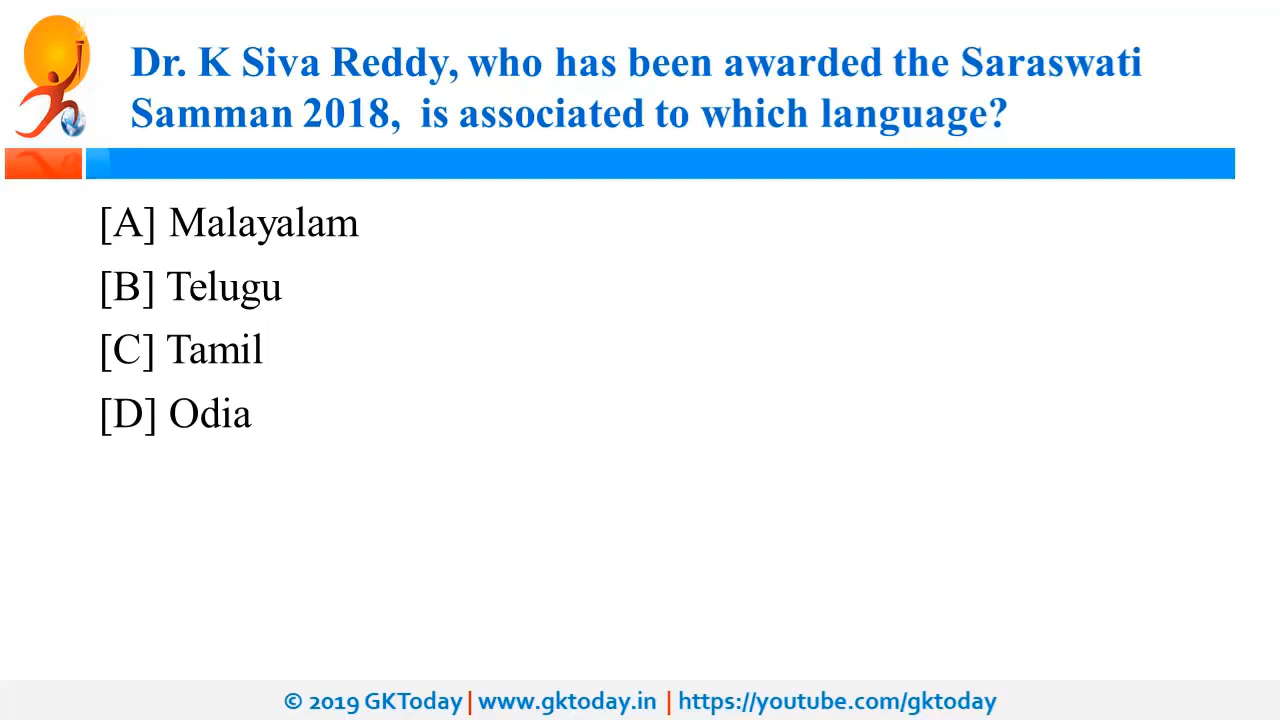 Dr. K Siva Reddy, who has been awarded the Saraswati
Samman 2018,  is associated to which language?
[A] Malayalam
[B] Telugu
[C] Tamil
[D] Odia
© 2019 GKToday | www.gktoday.in | https://youtube.com/gktoday